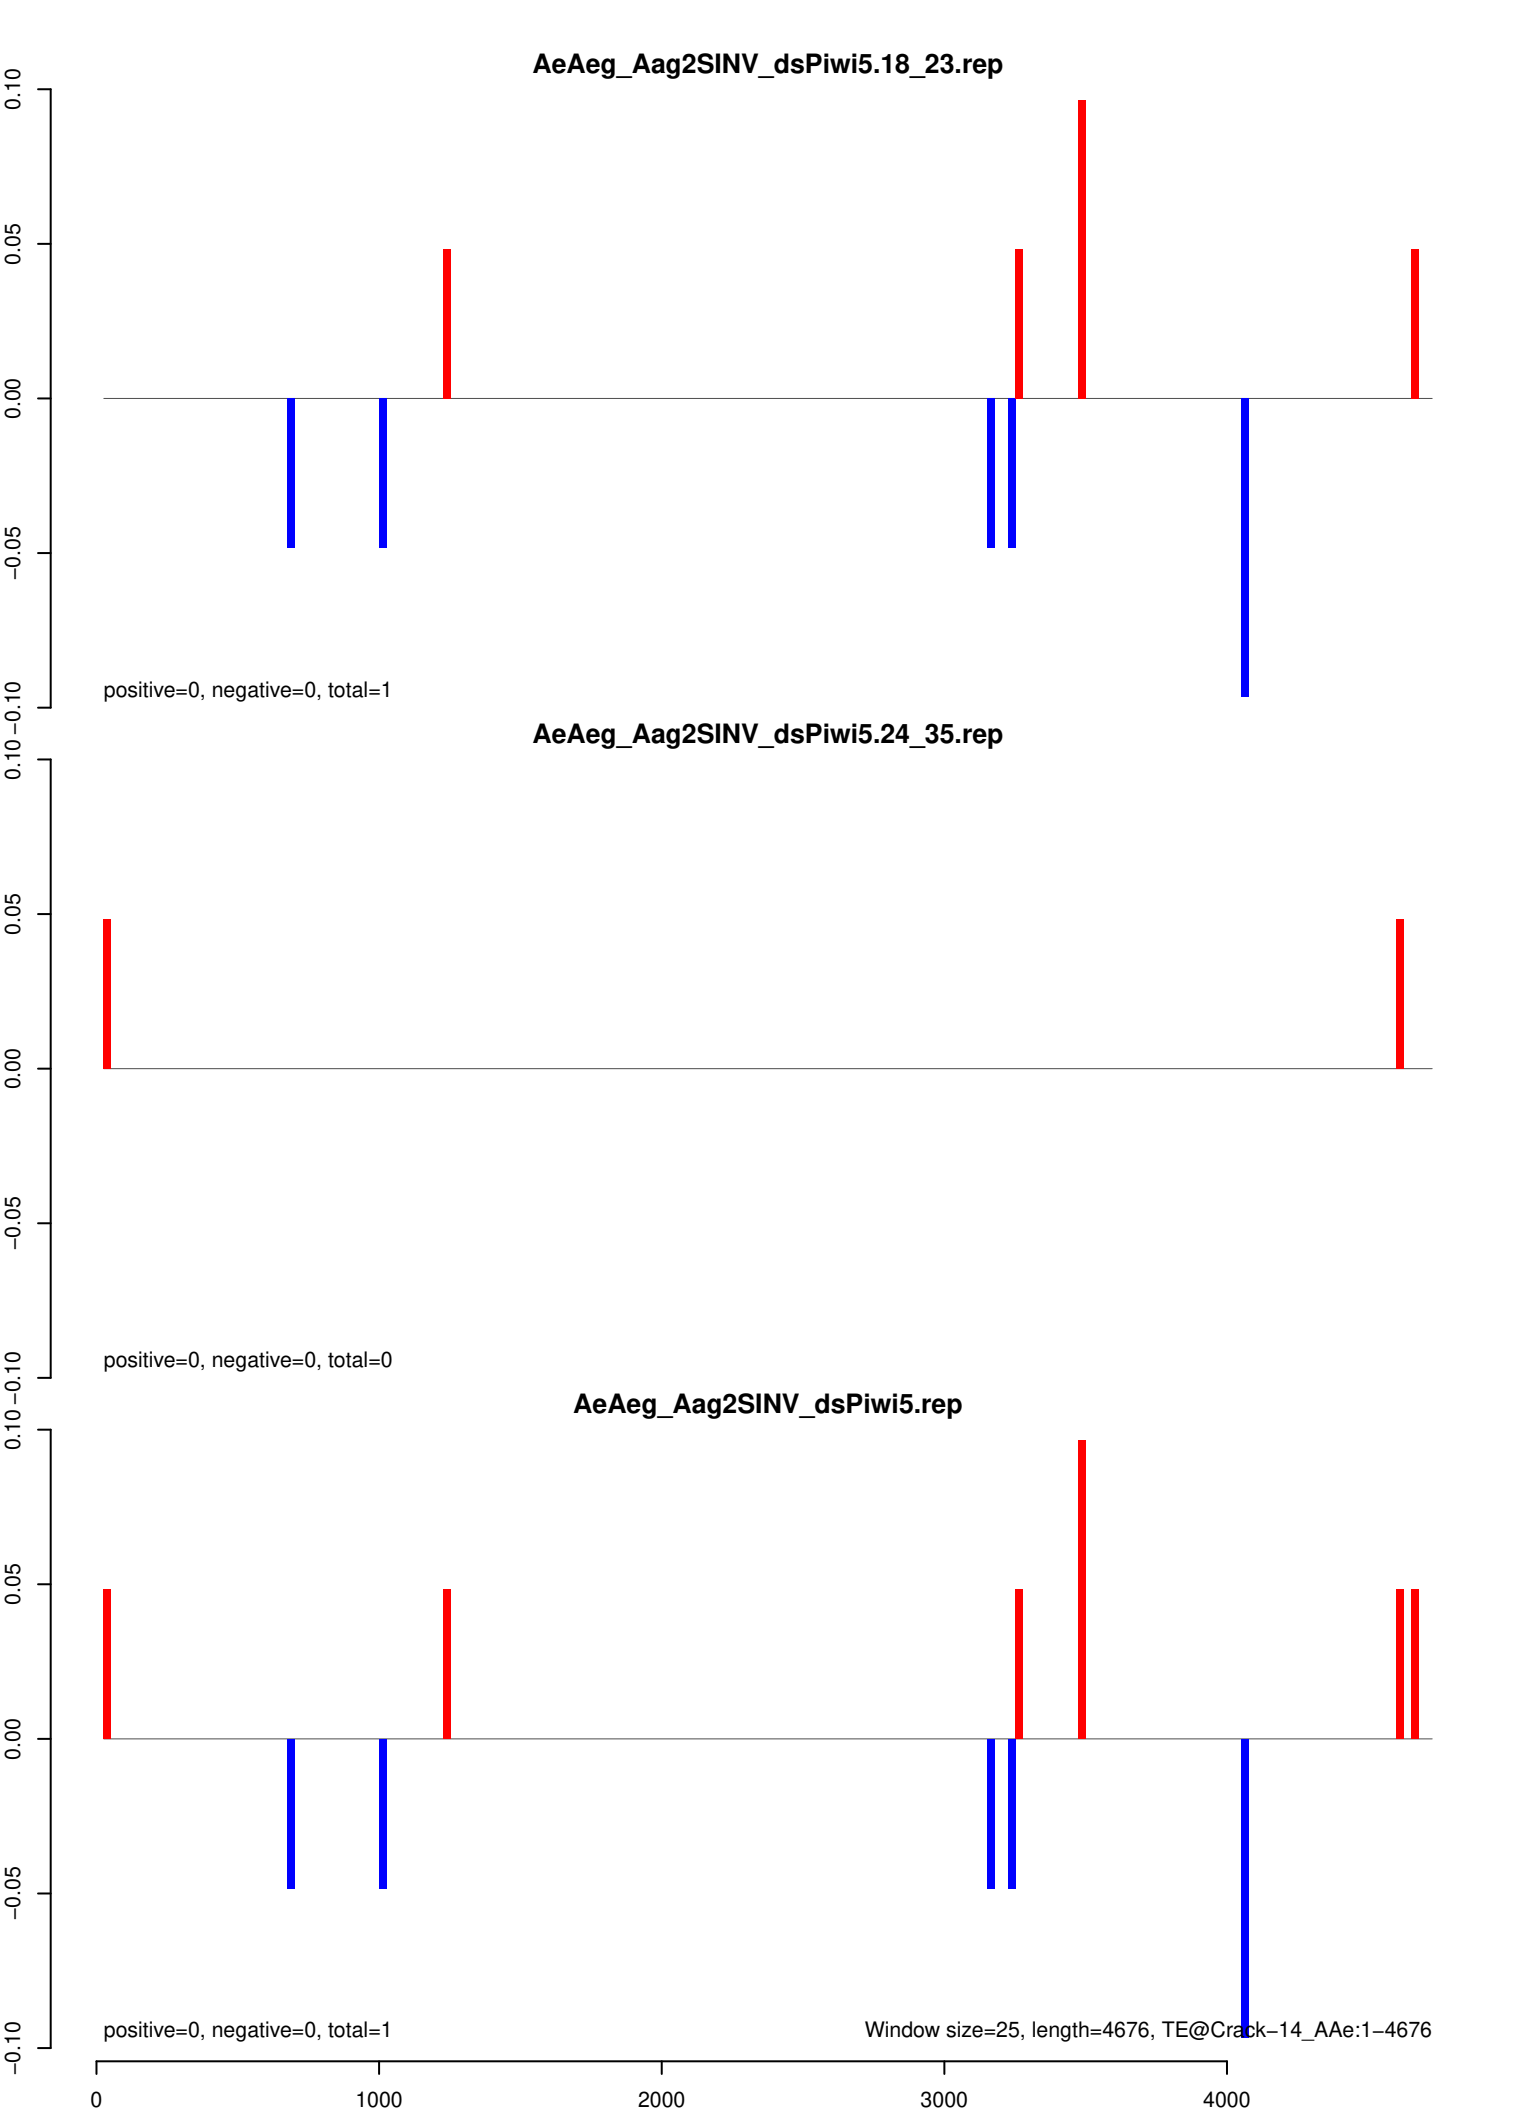 AeAeg_Aag2SINV_dsPiwi5.18_23.rep
0.10
0.05
0.00
−0.05
−0.10
positive=0, negative=0, total=1
AeAeg_Aag2SINV_dsPiwi5.24_35.rep
0.10
0.05
0.00
−0.05
−0.10
positive=0, negative=0, total=0
AeAeg_Aag2SINV_dsPiwi5.rep
0.10
0.05
0.00
−0.05
−0.10
positive=0, negative=0, total=1
Window size=25, length=4676, TE@Crack−14_AAe:1−4676
0 1000 2000 3000 4000